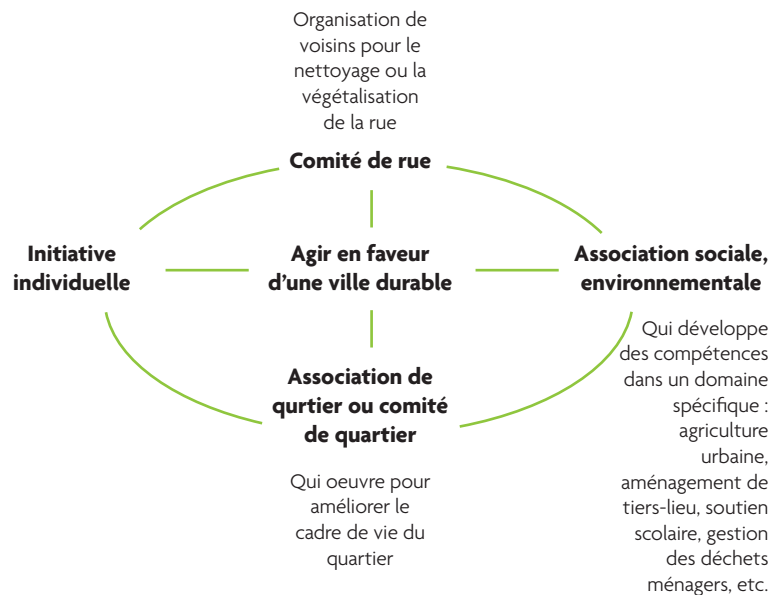 Organisation de
voisins pour le
nettoyage ou la
végétalisation
de la rue
Comité de rue
Initiative
individuelle
Agir en faveur
d'une ville durable
Association sociale,
environnementale
Qui développe
des compétences
dans un domaine
spécifique :
agriculture
urbaine,
aménagement de
tiers-lieu, soutien
scolaire, gestion
des déchets
ménagers, etc.
Association de
qurtier ou comité
de quartier
Qui oeuvre pour
améliorer le
cadre de vie du
quartier